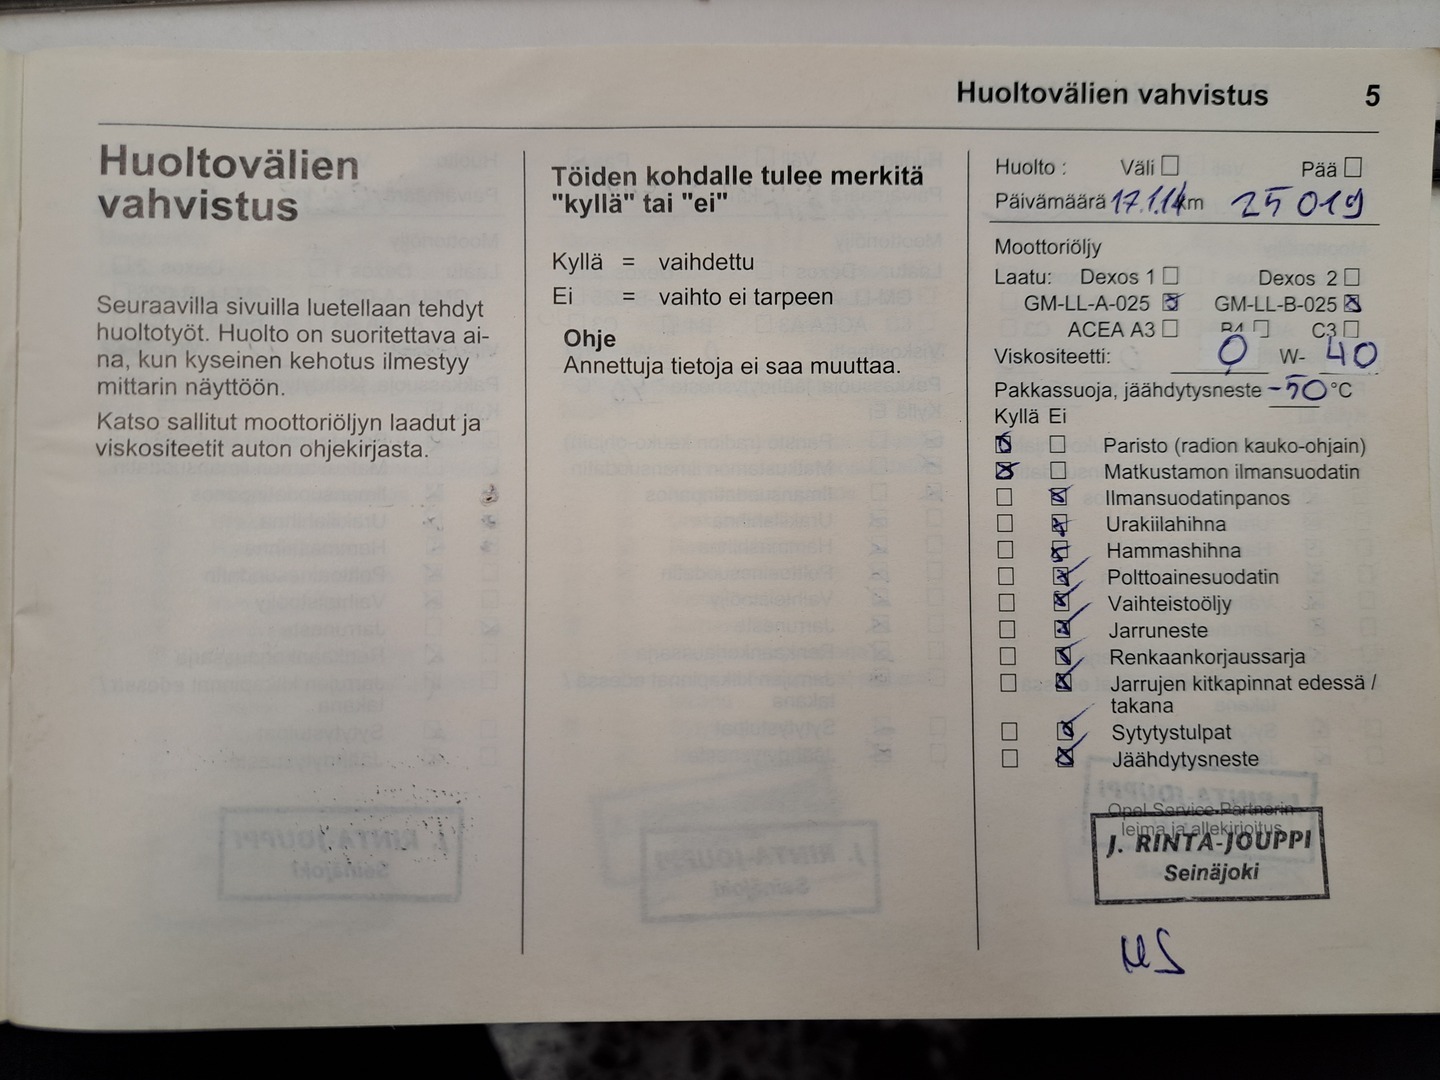 Huoltovälien vahvistus 5
Huoltovälien
vahvistus
Seuraavilla sivuilla luetellaan tehdyt
huoltotyöt. Huolto on suoritettava ai-
na, kun kyseinen kehotus ilmestyy
mittarin näyttöön.
Katso sallitut moottoriöljyn laadut ja
viskositeetit auton ohjekirjasta.
Töiden kohdalle tulee merkitä
"kyllä" tai "ei"
Kyllä = vaihdettu
Ei = vaihto ei tarpeen
Ohje
Annettuja tietoja ei saa muuttaa.
Huolto : Väli Pää
Päivämäärä 17.1.14 km 25 019
Moottoriöljy
Laatu: Dexos 1 Dexos 2
GM-LL-A-025 GM-LL-B-025
ACEA A3 B4 C3
Viskositeetti: 0 W- 40
Pakkassuoja, jäähdytysneste -50 °C
Kyllä Ei
Paristo (radion kauko-ohjain)
Matkustamon ilmansuodatin
Ilmansuodatinpanos
Urakiilahihna
Hammashihna
Polttoainesuodatin
Vaihteistoöljy
Jarruneste
Renkaankorjaussarja
Jarrujen kitkapinnat edessä /
takana
Sytytystulpat
Jäähdytysneste
Opel Service Partnerin
leima ja allekirjoitus
J. RINTA-JOUPPI
Seinäjoki